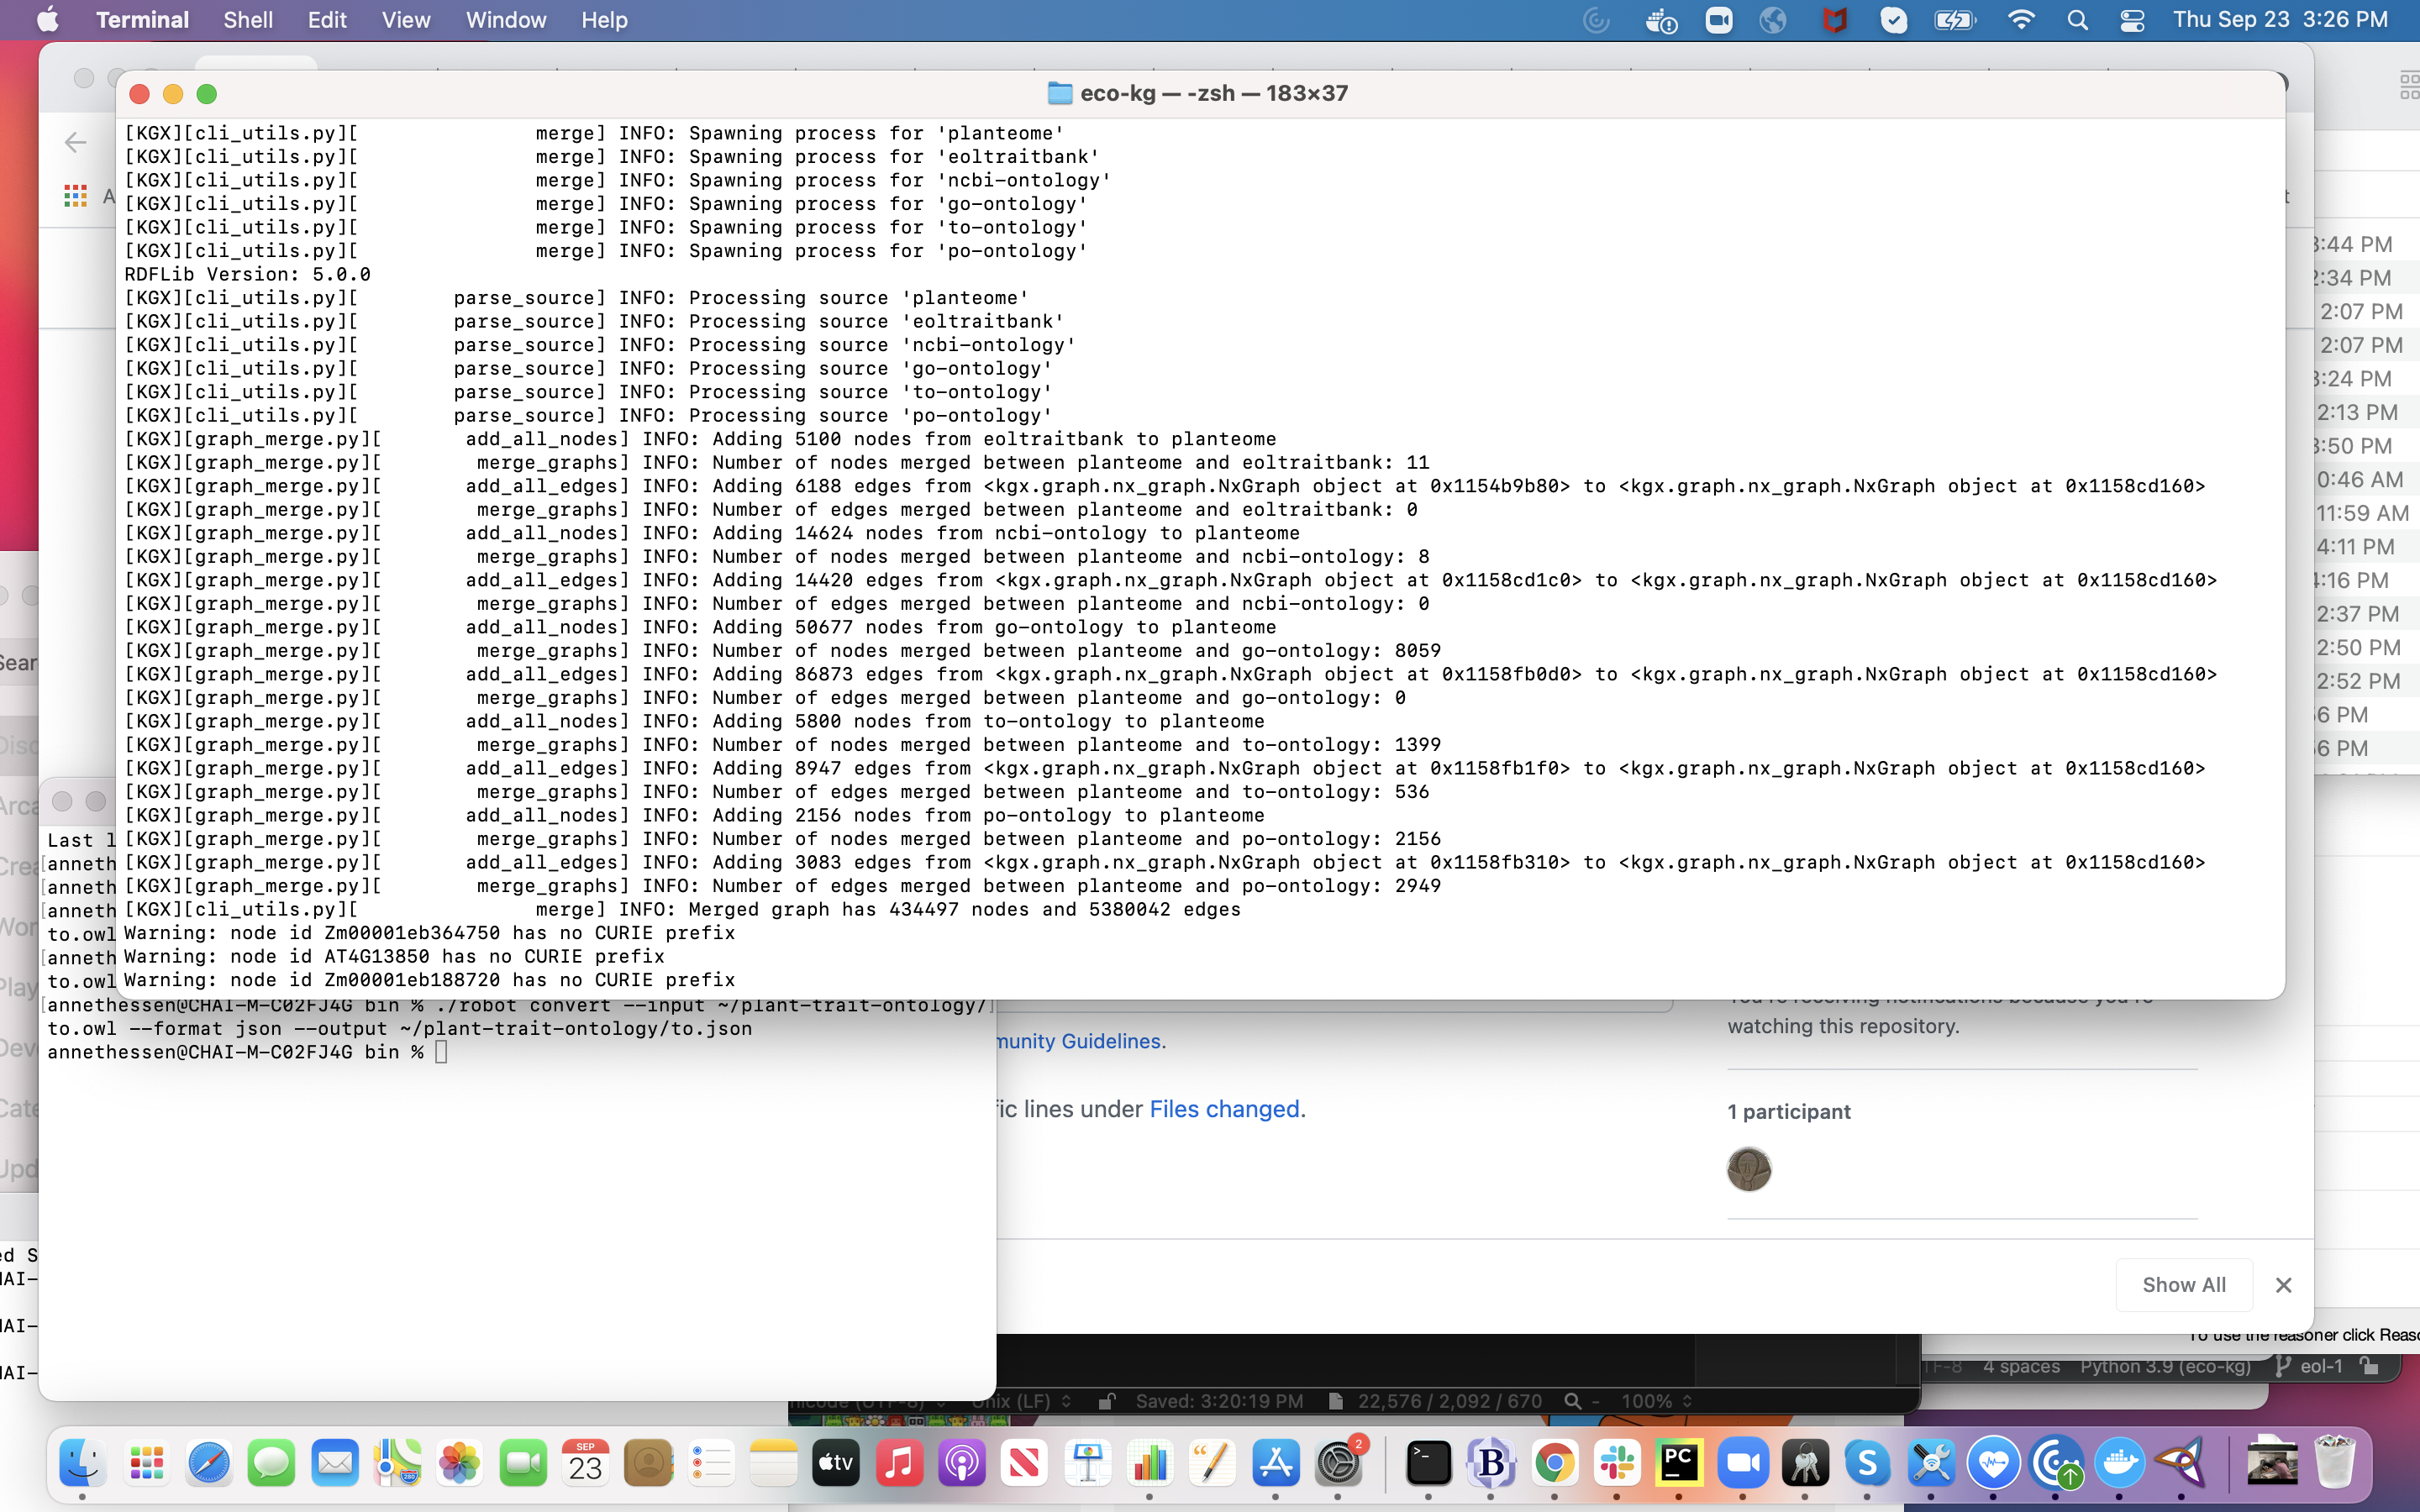 Terminal Shell Edit View Window Help Thu Sep 23 3:26 PM
eco-kg — -zsh — 183×37
[KGX][cli_utils.py][ merge] INFO: Spawning process for 'planteome'
[KGX][cli_utils.py][ merge] INFO: Spawning process for 'eoltraitbank'
[KGX][cli_utils.py][ merge] INFO: Spawning process for 'ncbi-ontology'
[KGX][cli_utils.py][ merge] INFO: Spawning process for 'go-ontology'
[KGX][cli_utils.py][ merge] INFO: Spawning process for 'to-ontology'
[KGX][cli_utils.py][ merge] INFO: Spawning process for 'po-ontology'
RDFLib Version: 5.0.0
[KGX][cli_utils.py][ parse_source] INFO: Processing source 'planteome'
[KGX][cli_utils.py][ parse_source] INFO: Processing source 'eoltraitbank'
[KGX][cli_utils.py][ parse_source] INFO: Processing source 'ncbi-ontology'
[KGX][cli_utils.py][ parse_source] INFO: Processing source 'go-ontology'
[KGX][cli_utils.py][ parse_source] INFO: Processing source 'to-ontology'
[KGX][cli_utils.py][ parse_source] INFO: Processing source 'po-ontology'
[KGX][graph_merge.py][ add_all_nodes] INFO: Adding 5100 nodes from eoltraitbank to planteome
[KGX][graph_merge.py][ merge_graphs] INFO: Number of nodes merged between planteome and eoltraitbank: 11
[KGX][graph_merge.py][ add_all_edges] INFO: Adding 6188 edges from <kgx.graph.nx_graph.NxGraph object at 0x1154b9b80> to <kgx.graph.nx_graph.NxGraph object at 0x1158cd160>
[KGX][graph_merge.py][ merge_graphs] INFO: Number of edges merged between planteome and eoltraitbank: 0
[KGX][graph_merge.py][ add_all_nodes] INFO: Adding 14624 nodes from ncbi-ontology to planteome
[KGX][graph_merge.py][ merge_graphs] INFO: Number of nodes merged between planteome and ncbi-ontology: 8
[KGX][graph_merge.py][ add_all_edges] INFO: Adding 14420 edges from <kgx.graph.nx_graph.NxGraph object at 0x1158cd1c0> to <kgx.graph.nx_graph.NxGraph object at 0x1158cd160>
[KGX][graph_merge.py][ merge_graphs] INFO: Number of edges merged between planteome and ncbi-ontology: 0
[KGX][graph_merge.py][ add_all_nodes] INFO: Adding 50677 nodes from go-ontology to planteome
[KGX][graph_merge.py][ merge_graphs] INFO: Number of nodes merged between planteome and go-ontology: 8059
[KGX][graph_merge.py][ add_all_edges] INFO: Adding 86873 edges from <kgx.graph.nx_graph.NxGraph object at 0x1158fb0d0> to <kgx.graph.nx_graph.NxGraph object at 0x1158cd160>
[KGX][graph_merge.py][ merge_graphs] INFO: Number of edges merged between planteome and go-ontology: 0
[KGX][graph_merge.py][ add_all_nodes] INFO: Adding 5800 nodes from to-ontology to planteome
[KGX][graph_merge.py][ merge_graphs] INFO: Number of nodes merged between planteome and to-ontology: 1399
[KGX][graph_merge.py][ add_all_edges] INFO: Adding 8947 edges from <kgx.graph.nx_graph.NxGraph object at 0x1158fb1f0> to <kgx.graph.nx_graph.NxGraph object at 0x1158cd160>
[KGX][graph_merge.py][ merge_graphs] INFO: Number of edges merged between planteome and to-ontology: 536
[KGX][graph_merge.py][ add_all_nodes] INFO: Adding 2156 nodes from po-ontology to planteome
[KGX][graph_merge.py][ merge_graphs] INFO: Number of nodes merged between planteome and po-ontology: 2156
[KGX][graph_merge.py][ add_all_edges] INFO: Adding 3083 edges from <kgx.graph.nx_graph.NxGraph object at 0x1158fb310> to <kgx.graph.nx_graph.NxGraph object at 0x1158cd160>
[KGX][graph_merge.py][ merge_graphs] INFO: Number of edges merged between planteome and po-ontology: 2949
[KGX][cli_utils.py][ merge] INFO: Merged graph has 434497 nodes and 5380042 edges
Warning: node id Zm00001eb364750 has no CURIE prefix
Warning: node id AT4G13850 has no CURIE prefix
Warning: node id Zm00001eb188720 has no CURIE prefix
:44 PM
:34 PM
2:07 PM
2:07 PM
:24 PM
2:13 PM
:50 PM
0:46 AM
11:59 AM
4:11 PM
:16 PM
2:37 PM
2:50 PM
2:52 PM
6 PM
6 PM
Last l
[anneth
[anneth
[anneth
to.owl
[anneth
to.owl
[annethessen@CHAI-M-C02FJ4G bin % ./robot convert --input ~/plant-trait-ontology/]
to.owl --format json --output ~/plant-trait-ontology/to.json
annethessen@CHAI-M-C02FJ4G bin %
You're receiving notifications because you're
watching this repository.
munity Guidelines.
fic lines under Files changed.
1 participant
Show All
To use the reasoner click Reaso
4 spaces Python 3.9 (eco-kg) eol-1
Unix (LF) Saved: 3:20:19 PM 22,576 / 2,092 / 670 100%
SEP
23
tv
280
2
PC
B
S